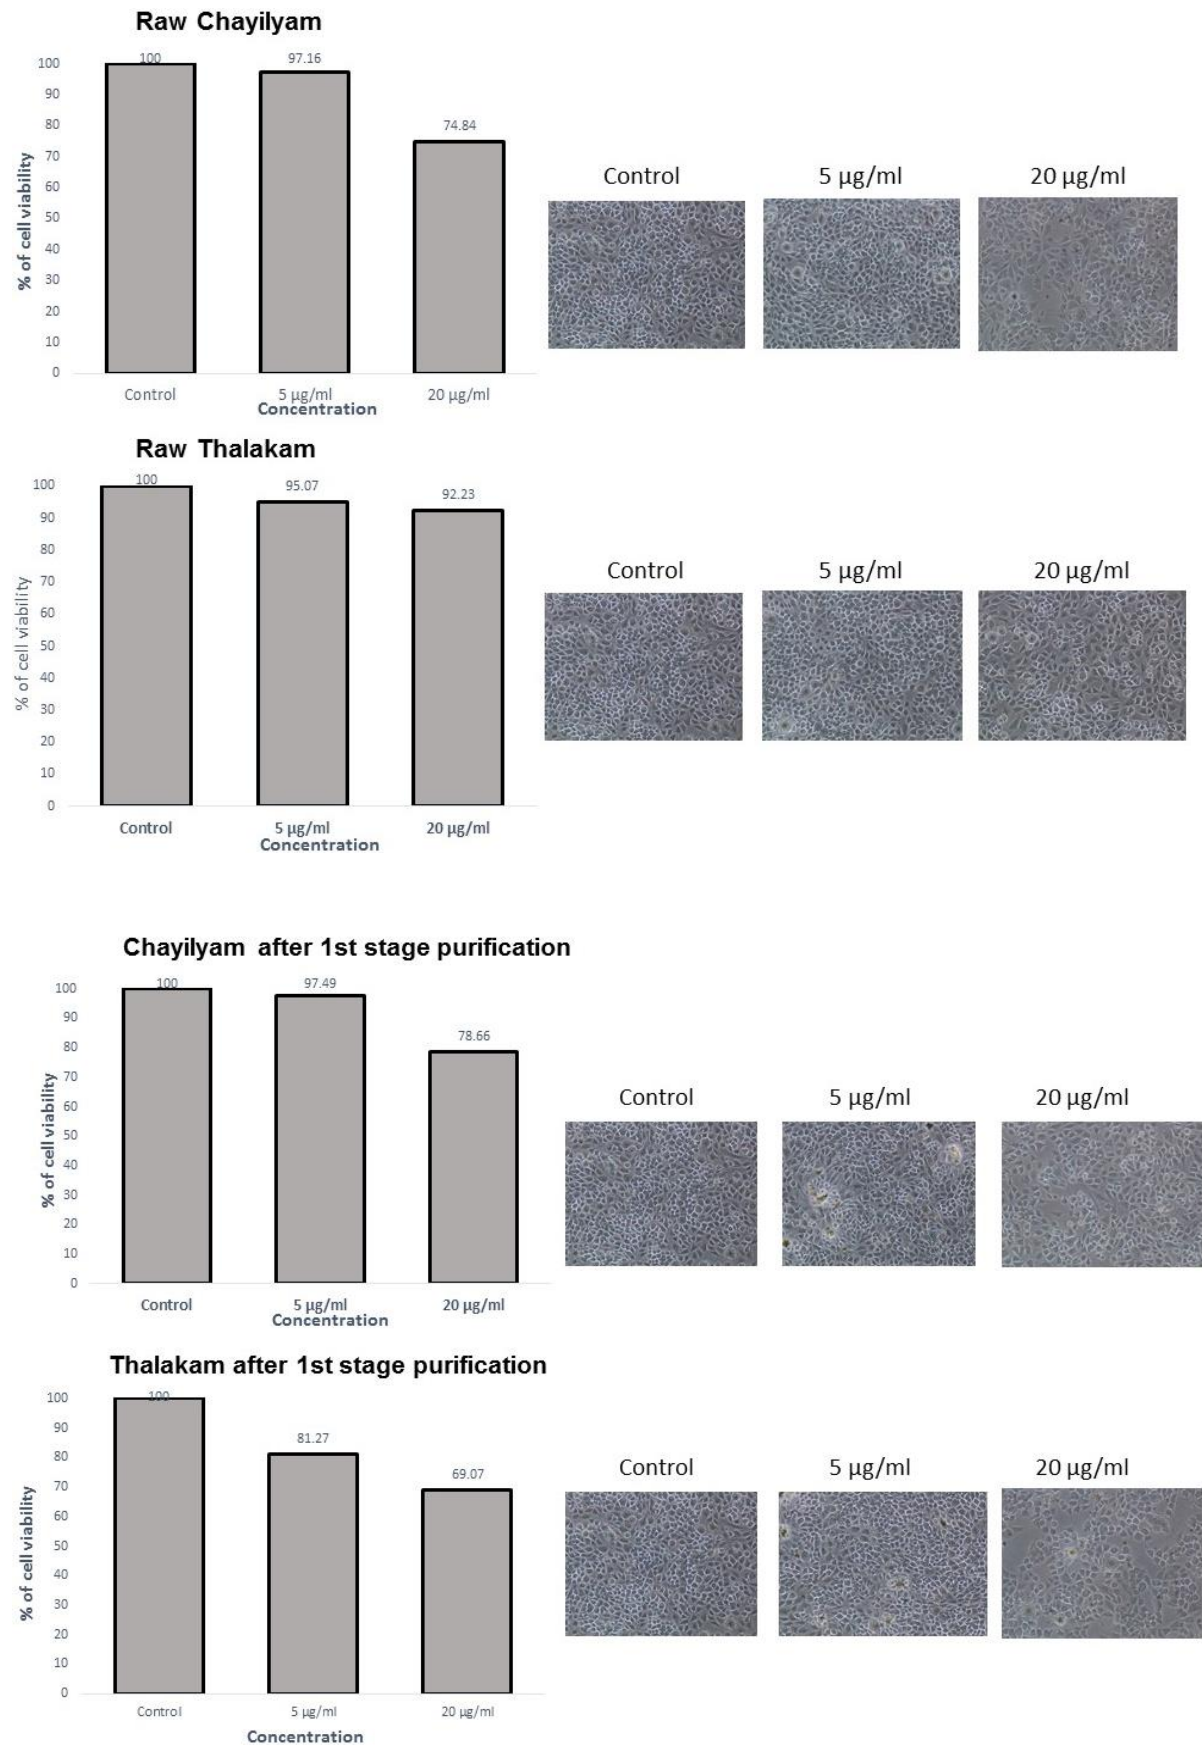 Raw Chayilyam
100
97.16
74.84
100
90
80
70
60
50
40
30
20
10
0
% of cell viability
Control
5 µg/ml
20 µg/ml
Concentration
Control
5 µg/ml
20 µg/ml
Raw Thalakam
100
95.07
92.23
100
90
80
70
60
50
40
30
20
10
0
% of cell viability
Control
5 µg/ml
20 µg/ml
Concentration
Control
5 µg/ml
20 µg/ml
Chayilyam after 1st stage purification
100
97.49
78.66
100
90
80
70
60
50
40
30
20
10
0
% of cell viability
Control
5 µg/ml
20 µg/ml
Concentration
Control
5 µg/ml
20 µg/ml
Thalakam after 1st stage purification
100
81.27
69.07
100
90
80
70
60
50
40
30
20
10
0
% of cell viability
Control
5 µg/ml
20 µg/ml
Concentration
Control
5 µg/ml
20 µg/ml